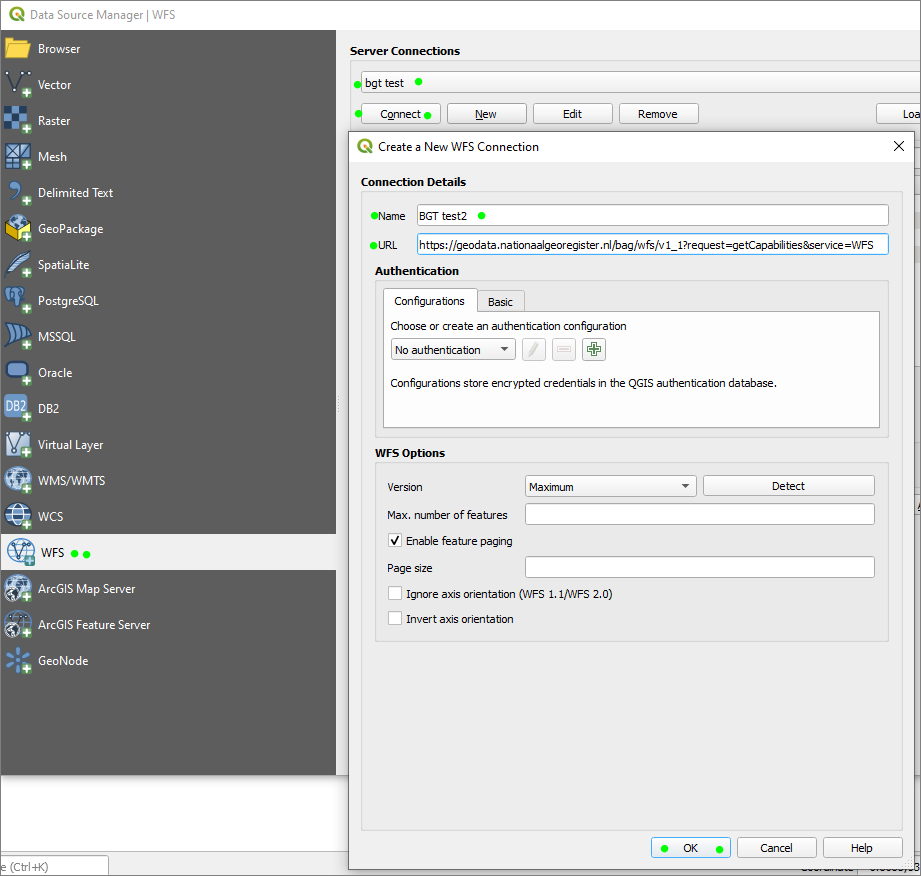 Data Source Manager | WFS
Browser
Vector
Raster
Mesh
Delimited Text
GeoPackage
SpatiaLite
PostgreSQL
MSSQL
Oracle
DB2
DB2
Virtual Layer
WMS/WMTS
WCS
WFS
ArcGIS Map Server
ArcGIS Feature Server
GeoNode
Server Connections
bgt test
Connect New Edit Remove Loa
Create a New WFS Connection
Connection Details
Name BGT test2
URL https://geodata.nationaalgeoregister.nl/bag/wfs/v1_1?request=getCapabilities&service=WFS
Authentication
Configurations Basic
Choose or create an authentication configuration
No authentication
Configurations store encrypted credentials in the QGIS authentication database.
WFS Options
Version Maximum Detect
Max. number of features
Enable feature paging
Page size
Ignore axis orientation (WFS 1.1/WFS 2.0)
Invert axis orientation
OK Cancel Help
e (Ctrl+K)